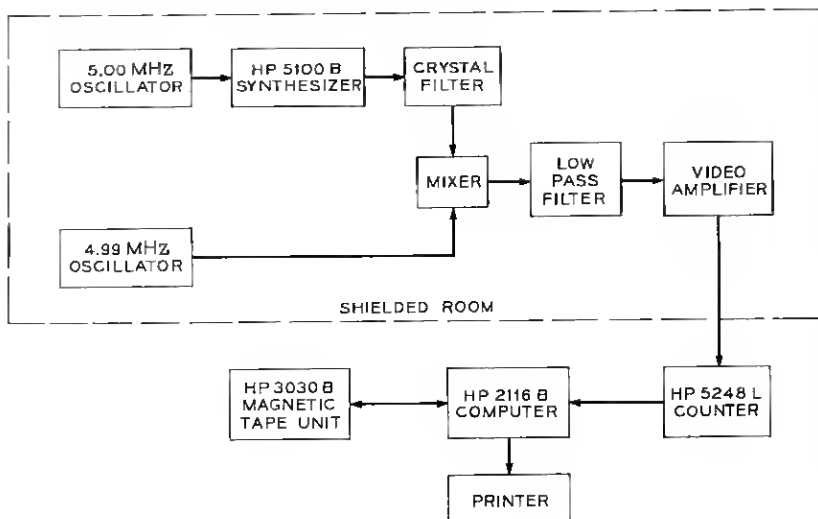 5.00 MHz
OSCILLATOR
HP 5100 B
SYNTHESIZER
CRYSTAL
FILTER
MIXER
LOW
PASS
FILTER
VIDEO
AMPLIFIER
4.99 MHz
OSCILLATOR
SHIELDED ROOM
HP 3030 B
MAGNETIC
TAPE UNIT
HP 2116 B
COMPUTER
HP 5248 L
COUNTER
PRINTER